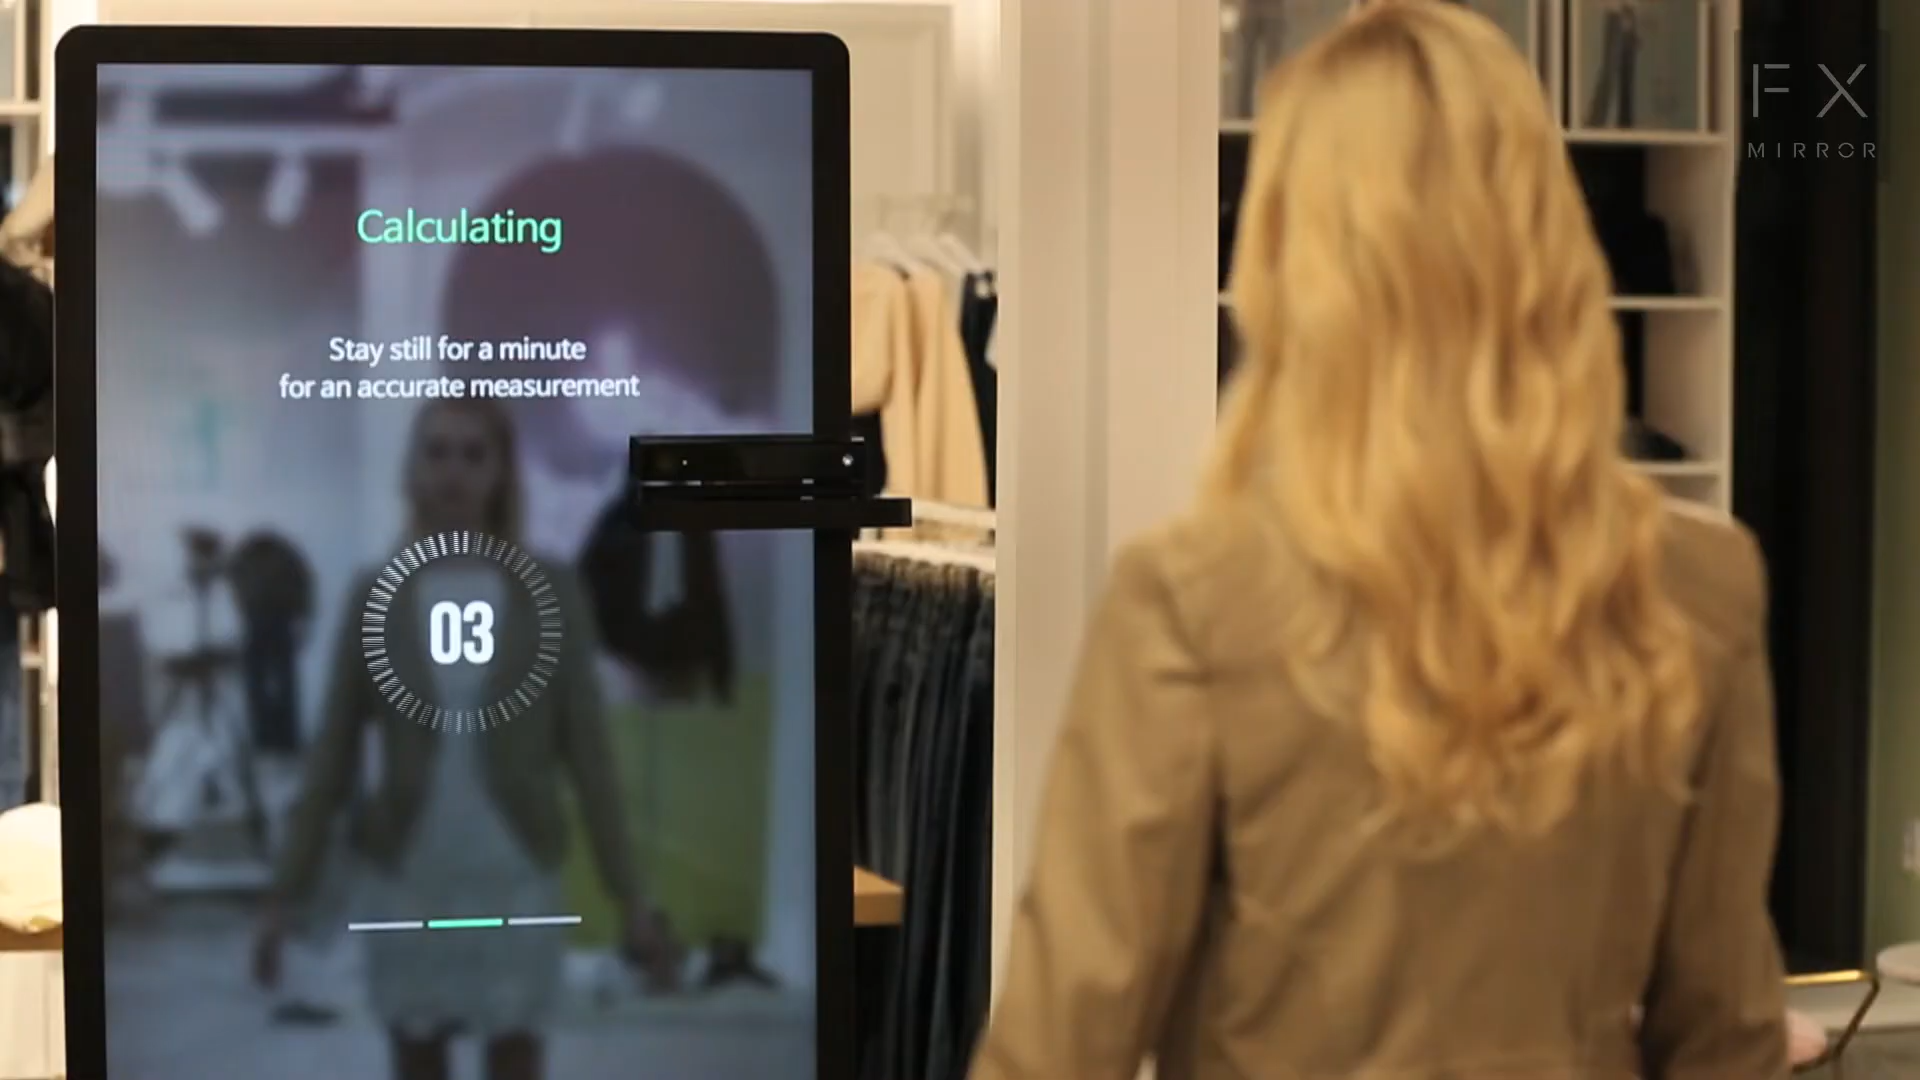 Calculating
Stay still for a minute
for an accurate measurement
03
FX
MIRROR